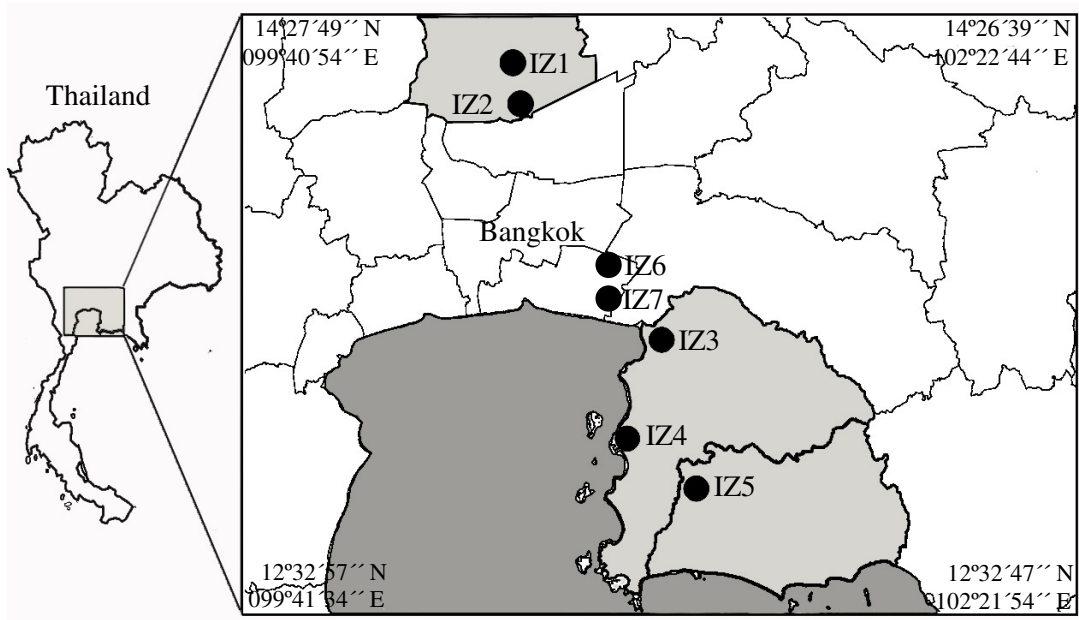 14º27´49´´ N
099º40´54´´ E
14º26´39´´ N
102º22´44´´ E
Thailand
IZ1
IZ2
Bangkok
IZ6
IZ7
IZ3
IZ4
IZ5
12º32´57´´ N
099º41´34´´ E
12º32´47´´ N
102º21´54´´ E